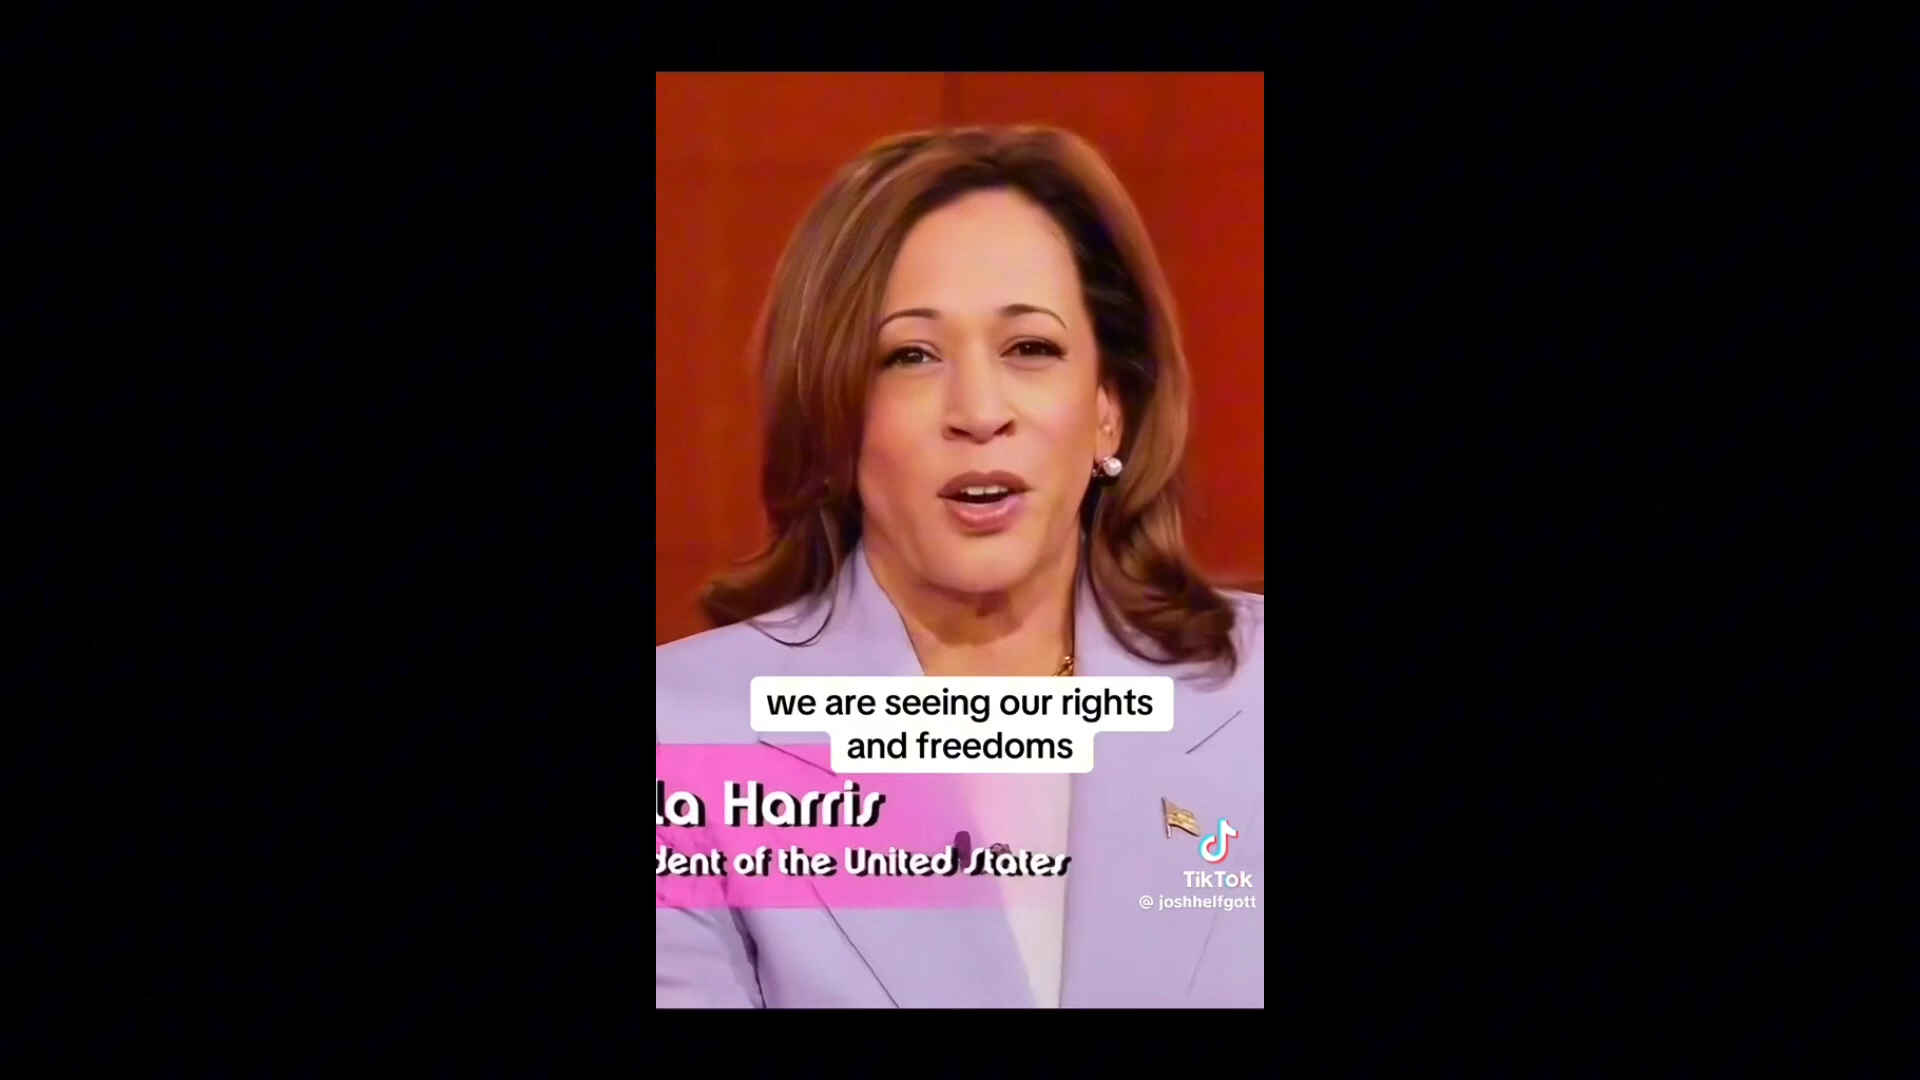 we are seeing our rights
and freedoms
la Harris
dent of the United States
TikTok
@ joshhelfgott